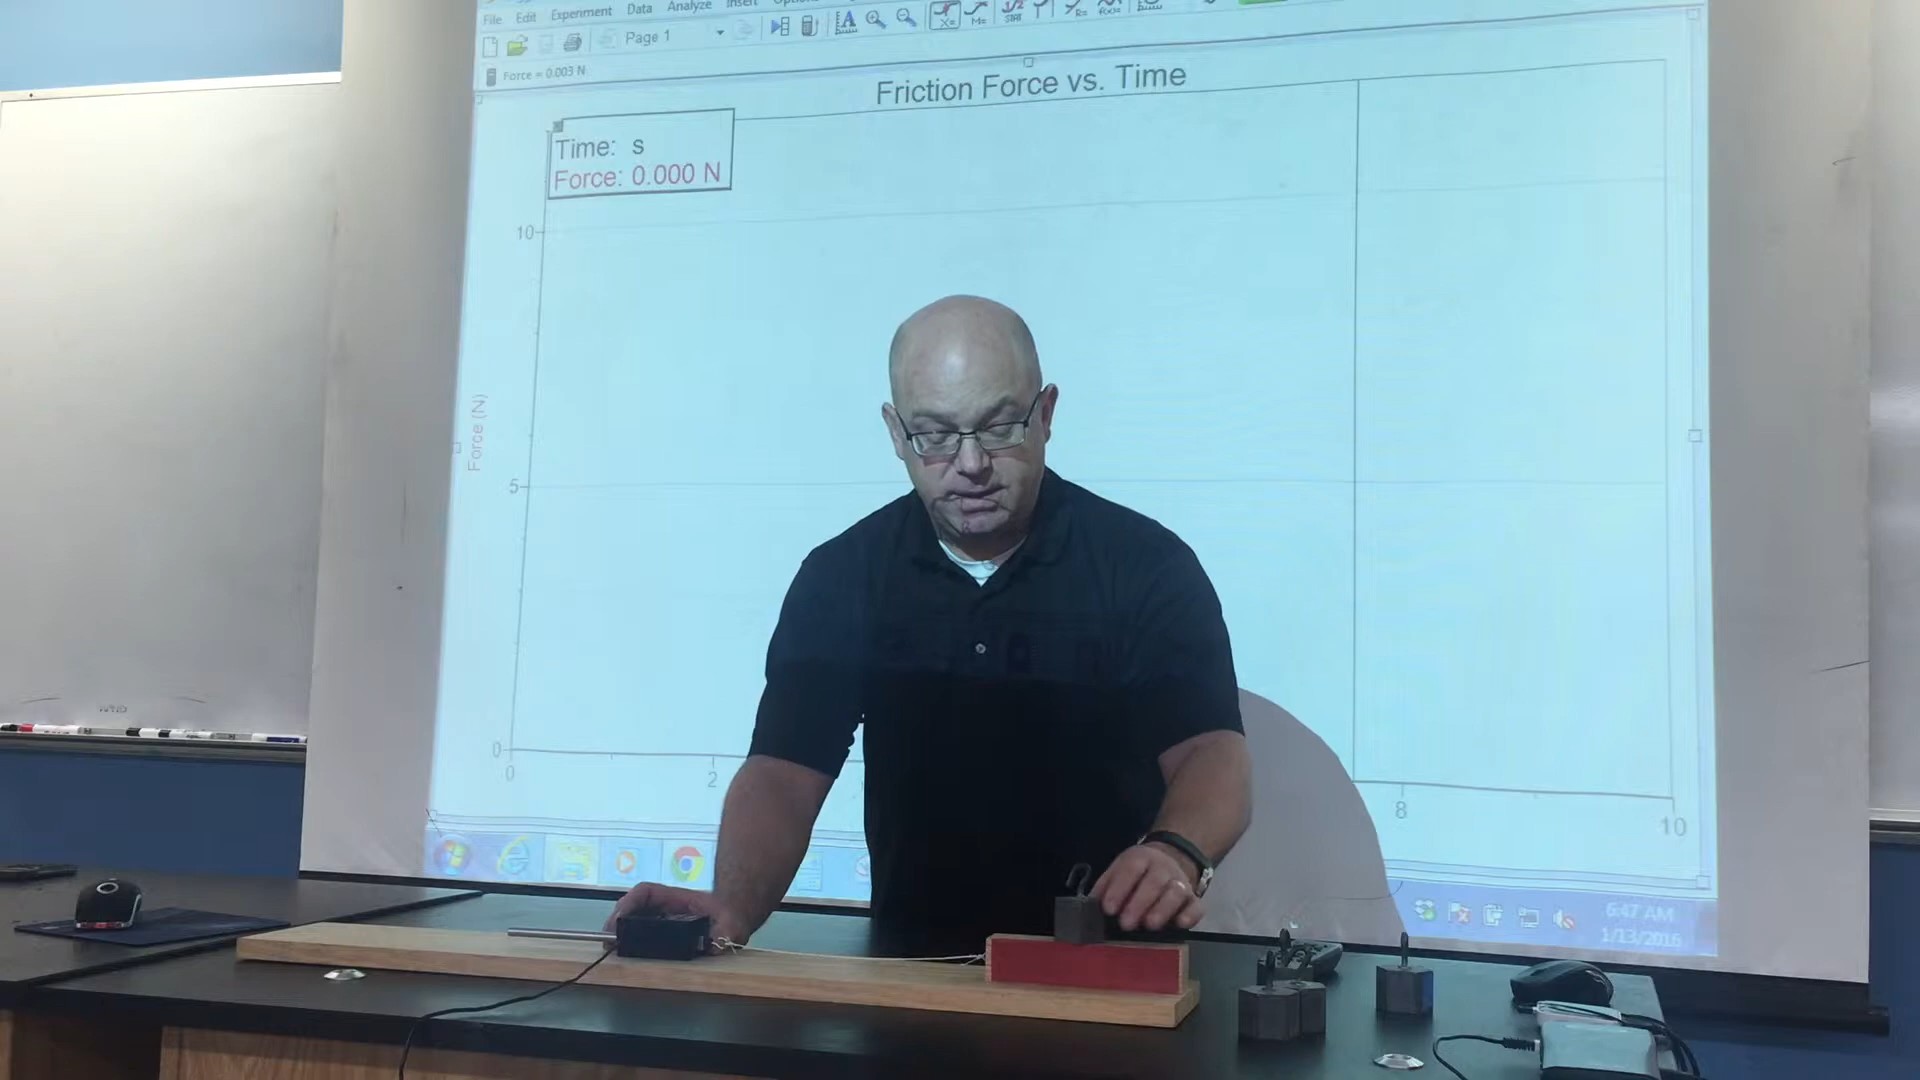 File Edit Experiment Data Analyze Insert
Page 1
Force = 0.003 N
Friction Force vs. Time
Time: s
Force: 0.000 N
10
Force (N)
5
0
0 2 8 10
6:47 AM
1/13/2016